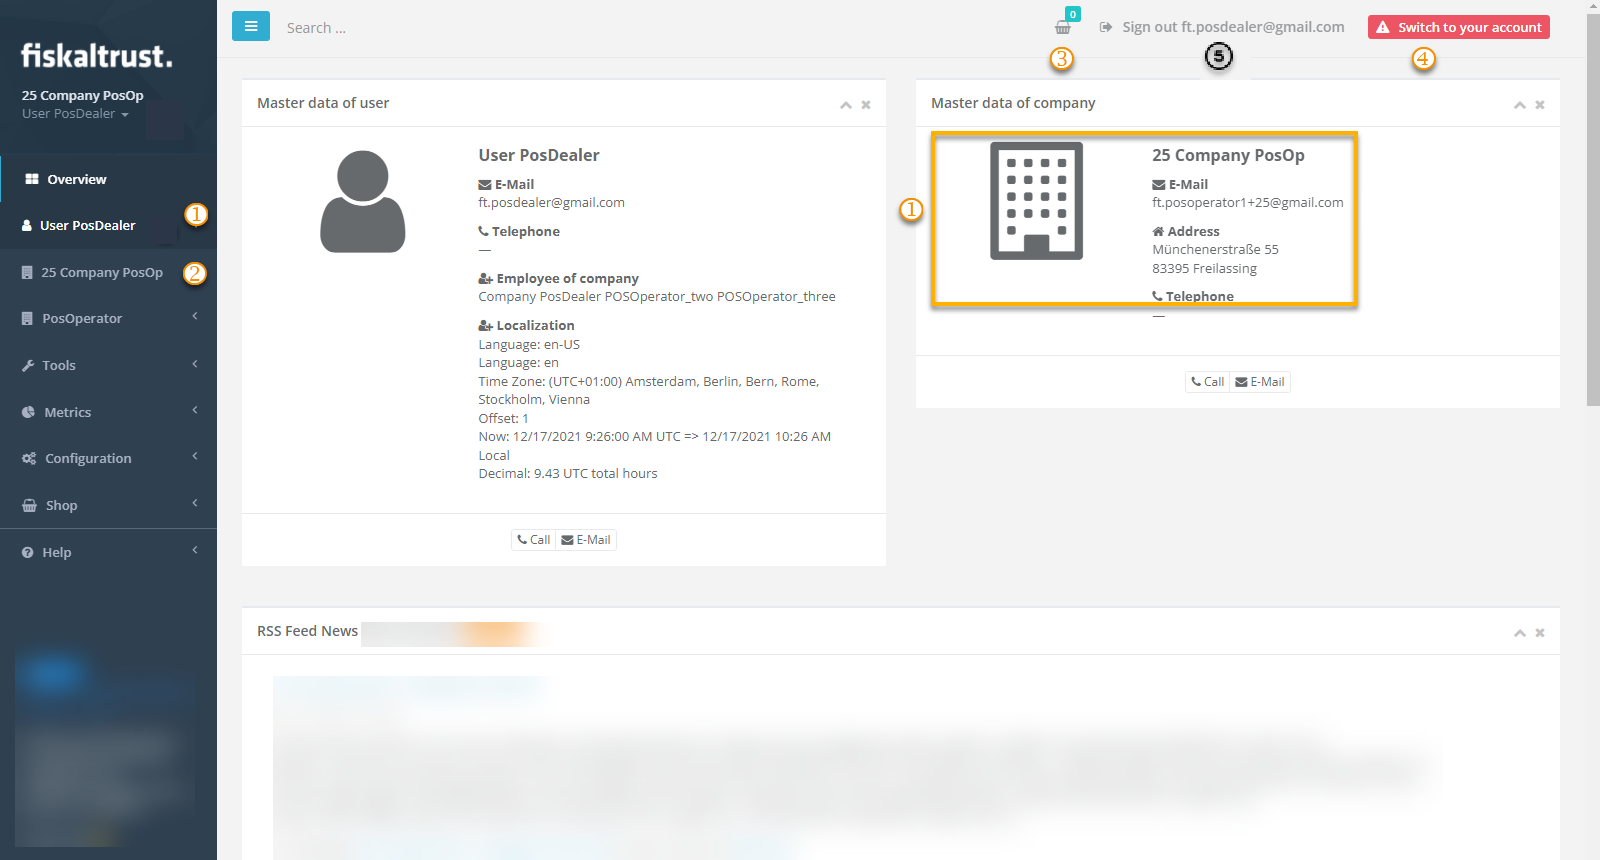 fiskaltrust.
25 Company PosOp
User PosDealer
Overview
User PosDealer
1
25 Company PosOp
2
PosOperator
Tools
Metrics
Configuration
Shop
Help
Search ...
0
3
Sign out ft.posdealer@gmail.com
5
Switch to your account
4
Master data of user
User PosDealer
E-Mail
ft.posdealer@gmail.com
Telephone
—
Employee of company
Company PosDealer POSOperator_two POSOperator_three
Localization
Language: en-US
Language: en
Time Zone: (UTC+01:00) Amsterdam, Berlin, Bern, Rome,
Stockholm, Vienna
Offset: 1
Now: 12/17/2021 9:26:00 AM UTC => 12/17/2021 10:26 AM
Local
Decimal: 9.43 UTC total hours
Call
E-Mail
Master data of company
1
25 Company PosOp
E-Mail
ft.posoperator1+25@gmail.com
Address
Münchenerstraße 55
83395 Freilassing
Telephone
—
Call
E-Mail
RSS Feed News